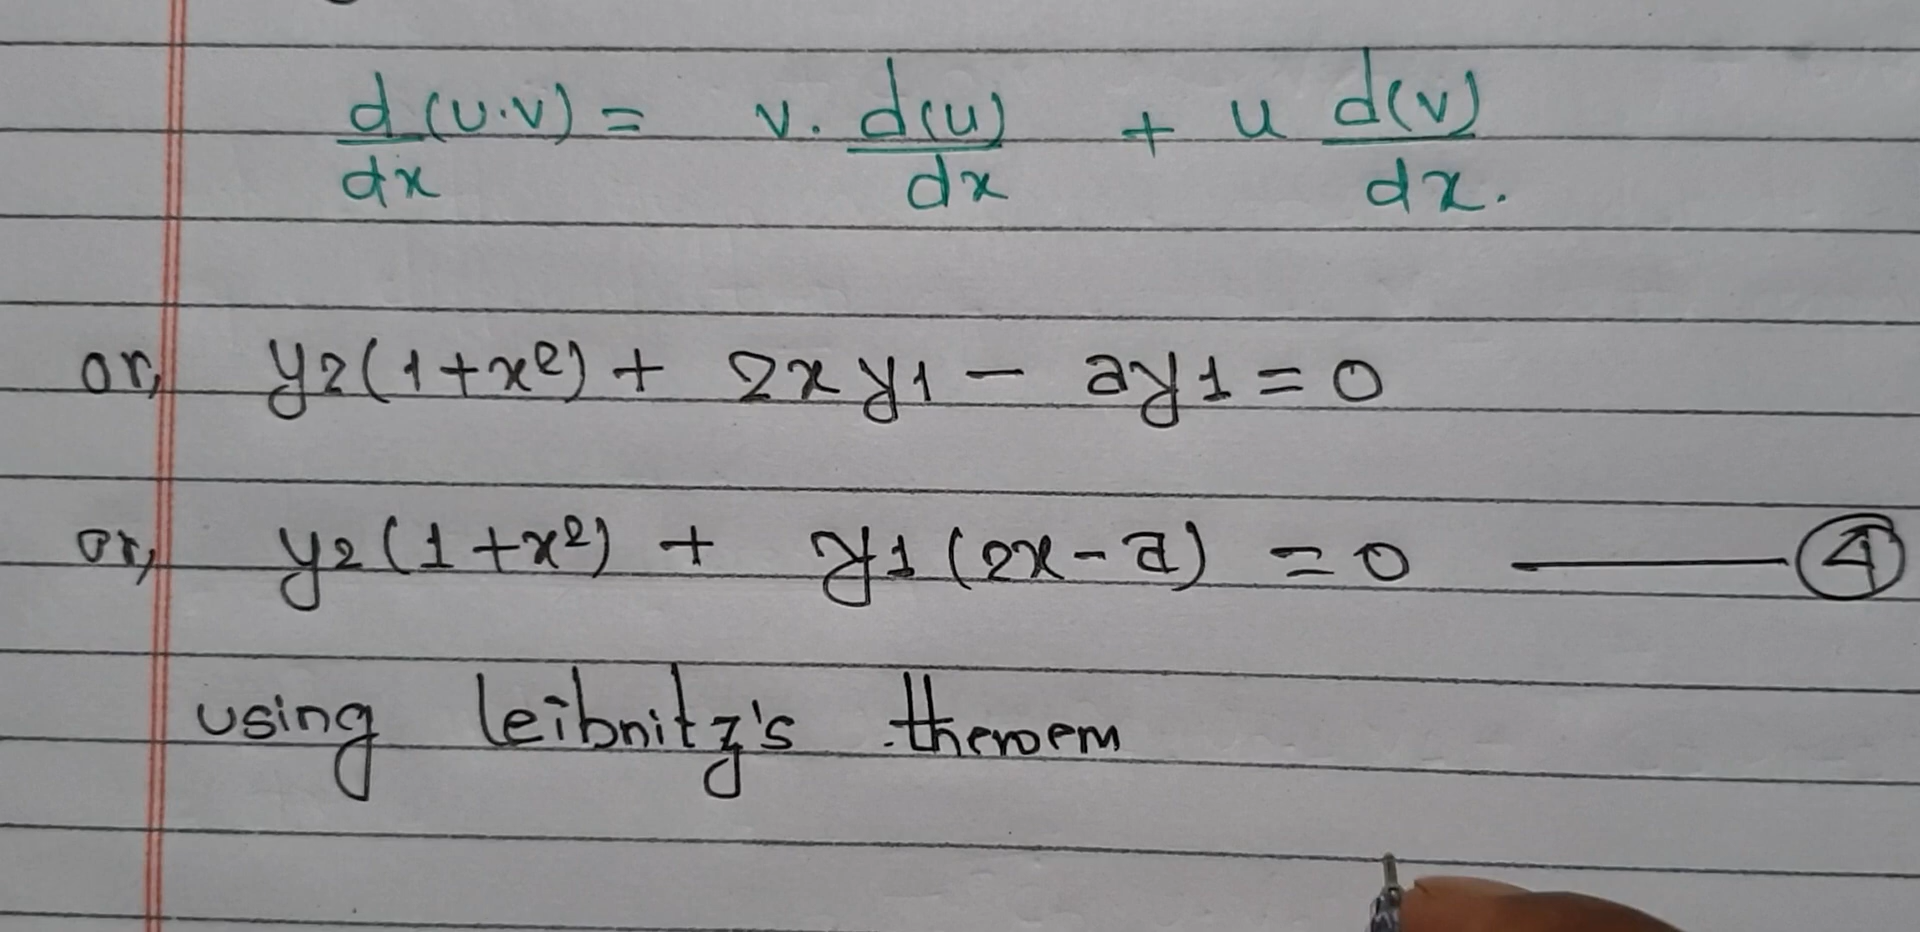 d/dx (u.v) = v. d(u)/dx + u d(v)/dx.
or, y2(1+x²) + 2xy1 - ay1 = 0
or, y2(1+x²) + y1(2x-a) = 0 —— ④
using leibnitz's theroem